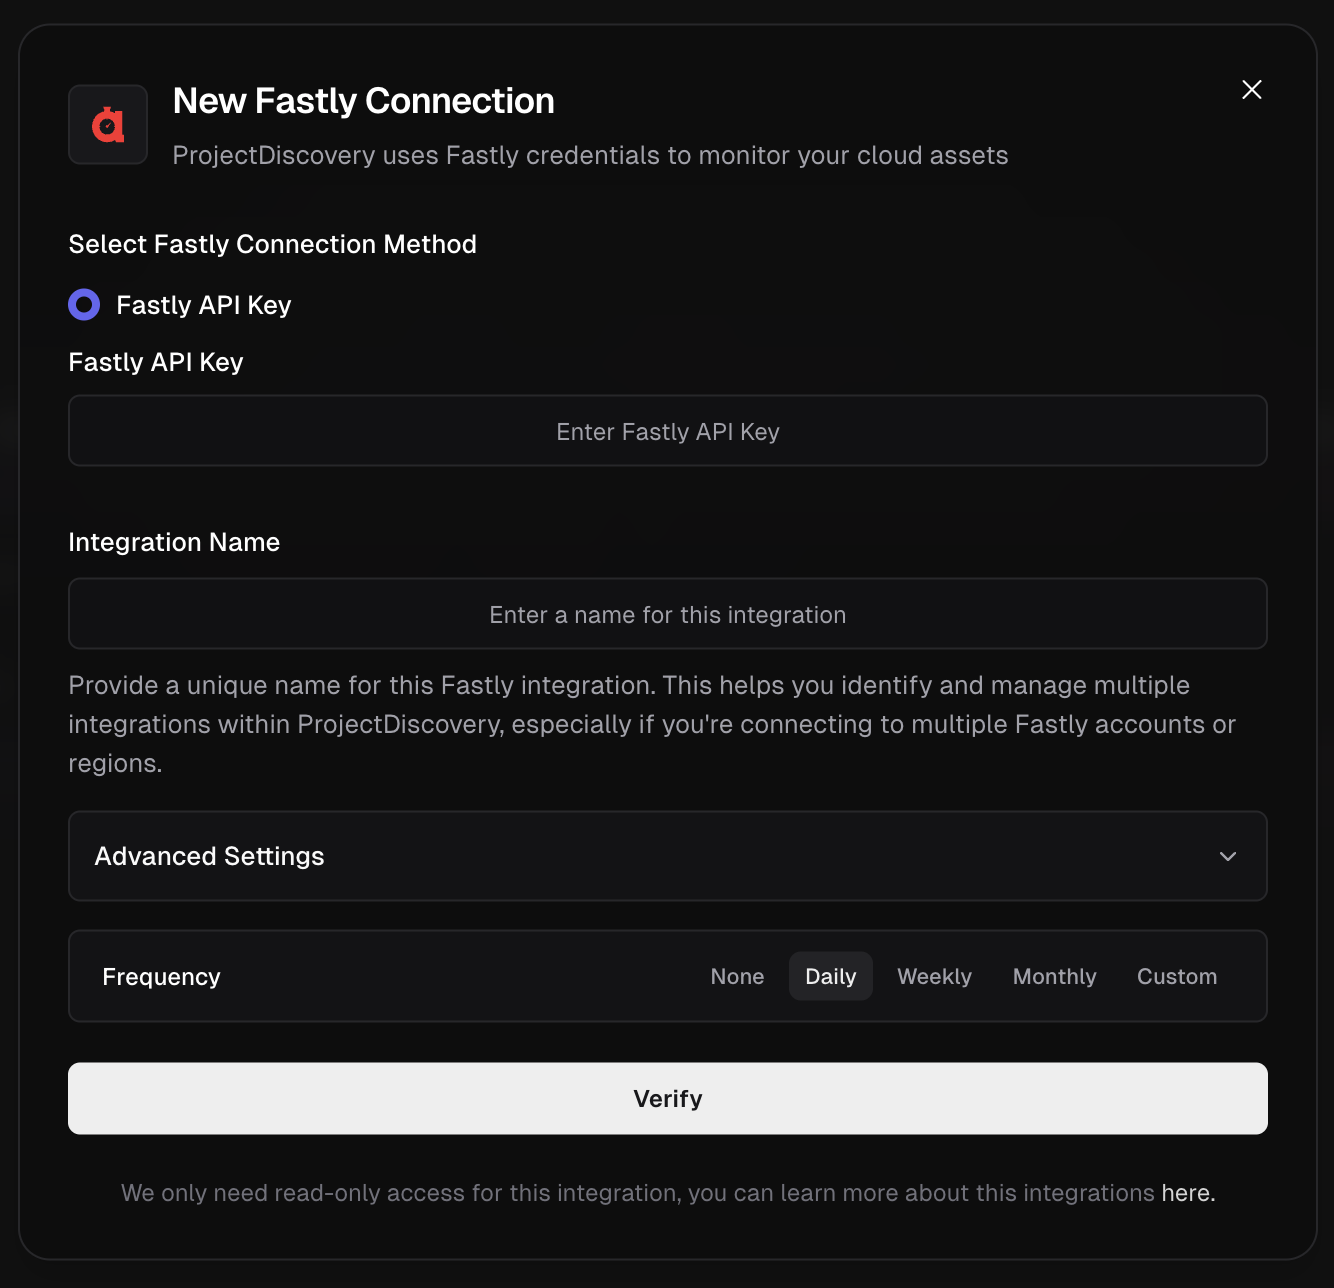 New Fastly Connection
ProjectDiscovery uses Fastly credentials to monitor your cloud assets
Select Fastly Connection Method
Fastly API Key
Fastly API Key
Enter Fastly API Key
Integration Name
Enter a name for this integration
Provide a unique name for this Fastly integration. This helps you identify and manage multiple
integrations within ProjectDiscovery, especially if you're connecting to multiple Fastly accounts or
regions.
Advanced Settings
Frequency None Daily Weekly Monthly Custom
Verify
We only need read-only access for this integration, you can learn more about this integrations here.